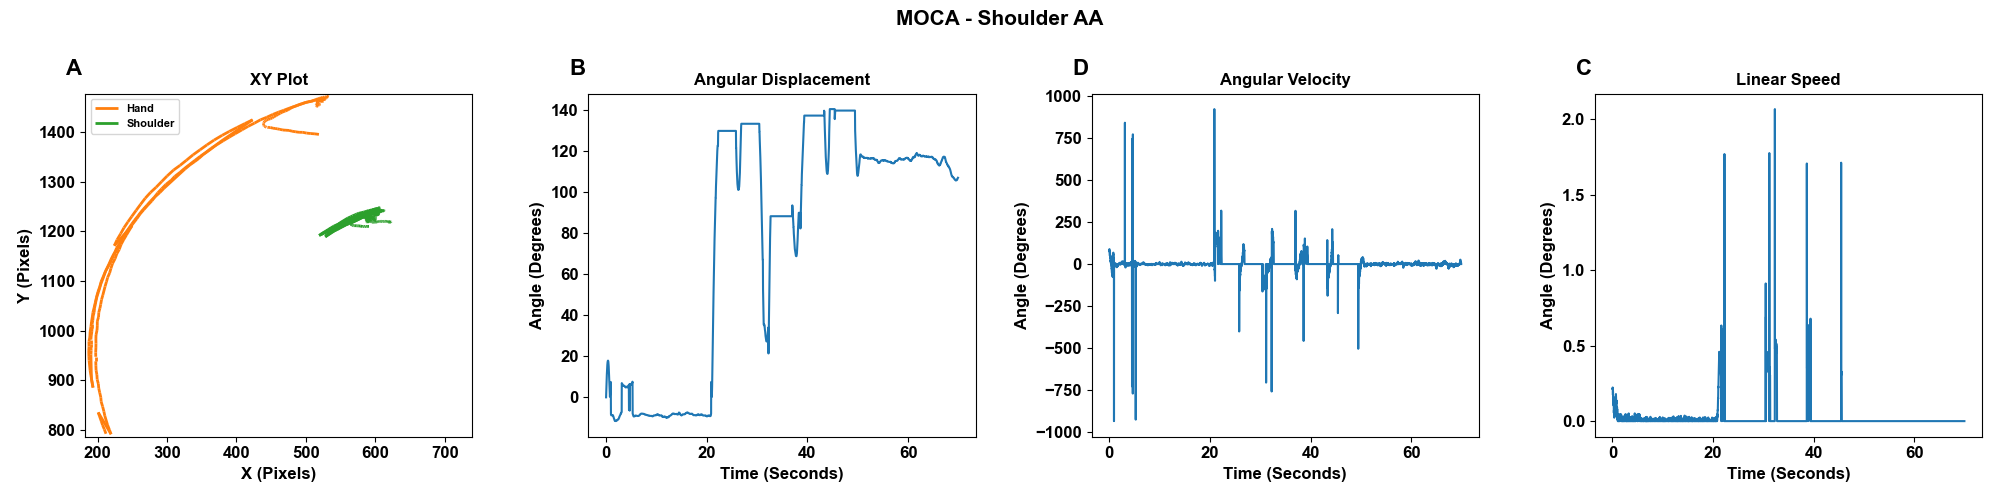 MOCA - Shoulder AA
A
XY Plot
Hand
Shoulder
1400
1300
1200
1100
1000
900
800
Y (Pixels)
200 300 400 500 600 700
X (Pixels)
B
Angular Displacement
140
120
100
80
60
40
20
0
Angle (Degrees)
0 20 40 60
Time (Seconds)
D
Angular Velocity
1000
750
500
250
0
−250
−500
−750
−1000
Angle (Degrees)
0 20 40 60
Time (Seconds)
C
Linear Speed
2.0
1.5
1.0
0.5
0.0
Angle (Degrees)
0 20 40 60
Time (Seconds)